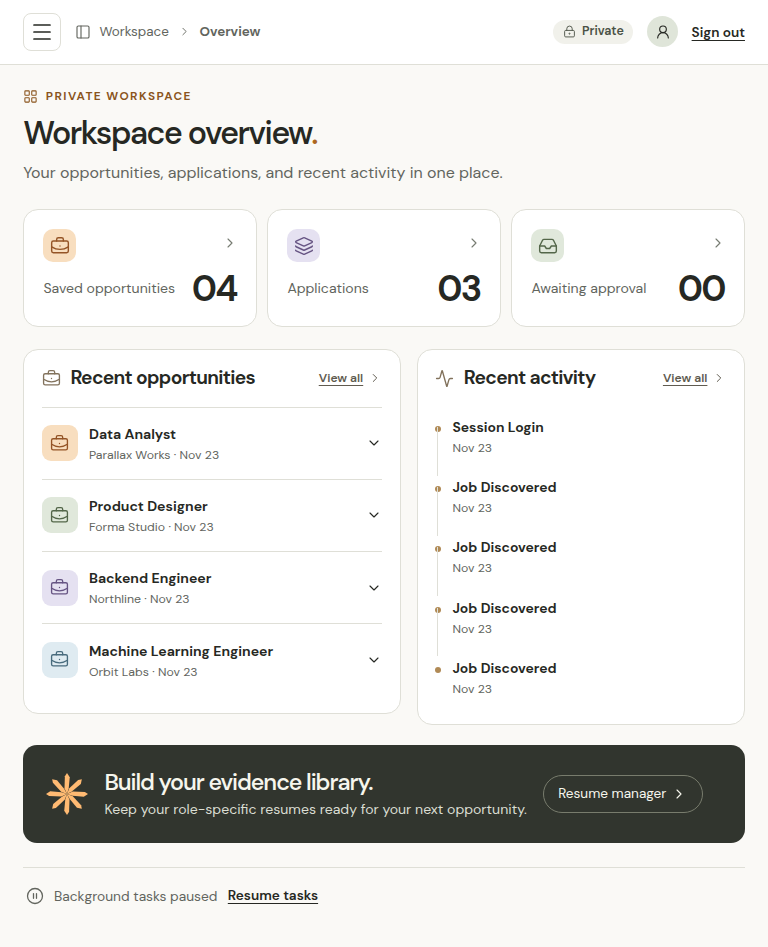 Workspace > Overview
Private
Sign out
PRIVATE WORKSPACE
Workspace overview.
Your opportunities, applications, and recent activity in one place.
Saved opportunities 04
Applications 03
Awaiting approval 00
Recent opportunities
View all
Data Analyst
Parallax Works · Nov 23
Product Designer
Forma Studio · Nov 23
Backend Engineer
Northline · Nov 23
Machine Learning Engineer
Orbit Labs · Nov 23
Recent activity
View all
Session Login
Nov 23
Job Discovered
Nov 23
Job Discovered
Nov 23
Job Discovered
Nov 23
Job Discovered
Nov 23
Build your evidence library.
Keep your role-specific resumes ready for your next opportunity.
Resume manager
Background tasks paused Resume tasks